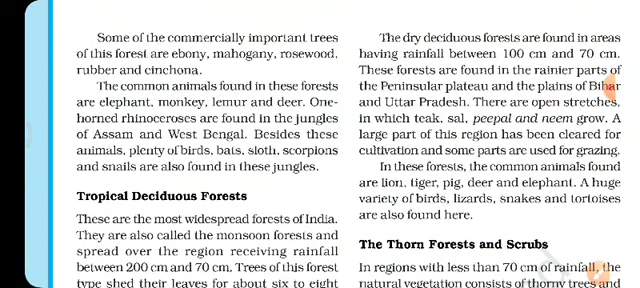 Some of the commercially important trees
of this forest are ebony, mahogany, rosewood,
rubber and cinchona.
The common animals found in these forests
are elephant, monkey, lemur and deer. One-
horned rhinoceroses are found in the jungles
of Assam and West Bengal. Besides these
animals, plenty of birds, bats, sloth, scorpions
and snails are also found in these jungles.
Tropical Deciduous Forests
These are the most widespread forests of India.
They are also called the monsoon forests and
spread over the region receiving rainfall
between 200 cm and 70 cm. Trees of this forest
type shed their leaves for about six to eight
The dry deciduous forests are found in areas
having rainfall between 100 cm and 70 cm.
These forests are found in the rainier parts of
the Peninsular plateau and the plains of Bihar
and Uttar Pradesh. There are open stretches,
in which teak, sal, peepal and neem grow. A
large part of this region has been cleared for
cultivation and some parts are used for grazing.
In these forests, the common animals found
are lion, tiger, pig, deer and elephant. A huge
variety of birds, lizards, snakes and tortoises
are also found here.
The Thorn Forests and Scrubs
In regions with less than 70 cm of rainfall, the
natural vegetation consists of thorny trees and